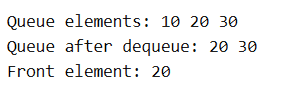 Queue elements: 10 20 30
Queue after dequeue: 20 30
Front element: 20